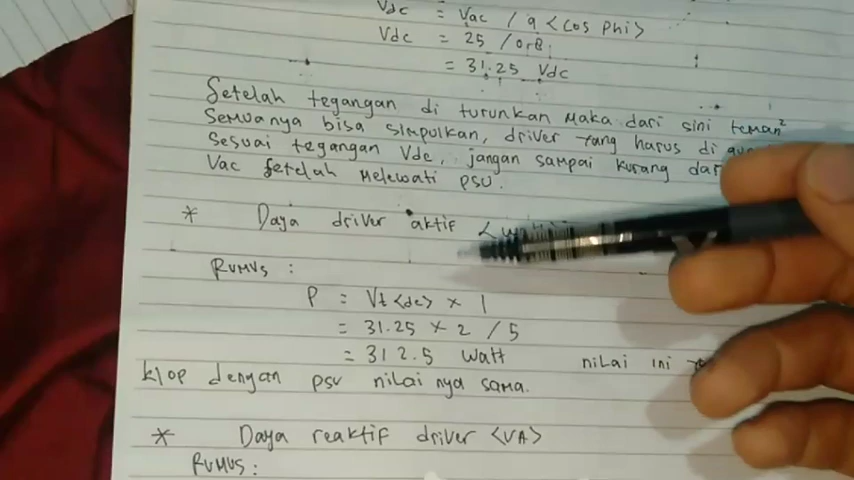 Vdc = Vac / a <cos phi>
Vdc = 25 / 0r8
= 31.25 Vdc
Setelah tegangan di turunkan maka dari sini teman²
Semuanya bisa simpulkan, driver yang harus di
Sesuai tegangan Vdc, jangan sampai kurang dar
Vac setelah melewati PSU.
* Daya driver aktif <
RUMUS :
P = Vt <dc> x 1
= 31.25 x 2 / 5
= 312.5 watt nilai ini
klop dengan psu nilai nya sama.
* Daya reaktif driver <VA>
RUMUS :